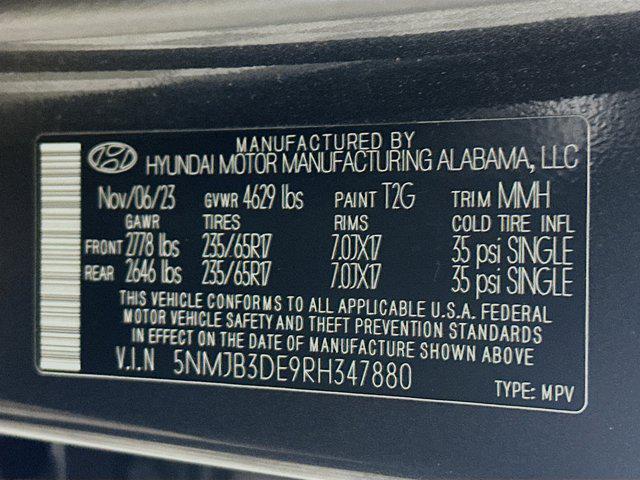 MANUFACTURED BY
HYUNDAI MOTOR MANUFACTURING ALABAMA, LLC
Nov/06/23 GVWR 4629 lbs PAINT T2G TRIM MMH
GAWR TIRES RIMS COLD TIRE INFL
FRONT 2778 lbs 235/65R17 7.0JX17 35 psi SINGLE
REAR 2646 lbs 235/65R17 7.0JX17 35 psi SINGLE
THIS VEHICLE CONFORMS TO ALL APPLICABLE U.S.A. FEDERAL
MOTOR VEHICLE SAFETY AND THEFT PREVENTION STANDARDS
IN EFFECT ON THE DATE OF MANUFACTURE SHOWN ABOVE
V.I.N 5NMJB3DE9RH347880
TYPE: MPV